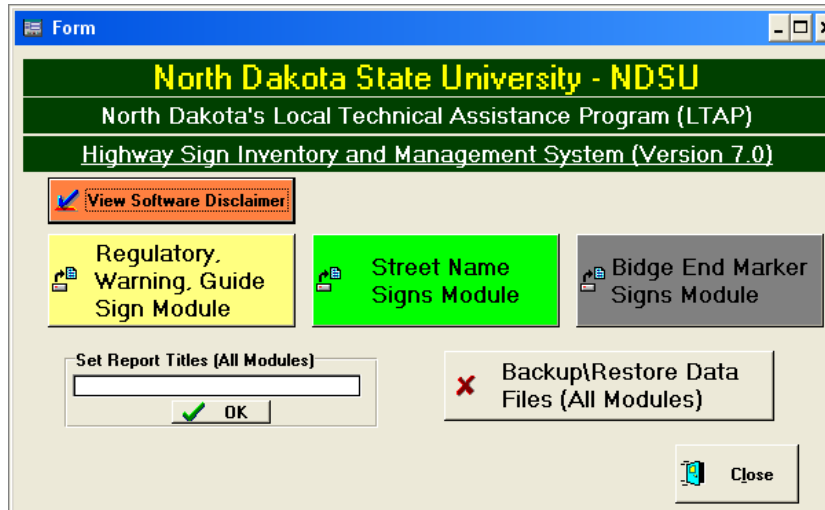 Form
North Dakota State University - NDSU
North Dakota's Local Technical Assistance Program (LTAP)
Highway Sign Inventory and Management System (Version 7.0)
View Software Disclaimer
Regulatory,
Warning, Guide
Sign Module
Street Name
Signs Module
Bidge End Marker
Signs Module
Set Report Titles (All Modules)
OK
Backup\Restore Data
Files (All Modules)
Close